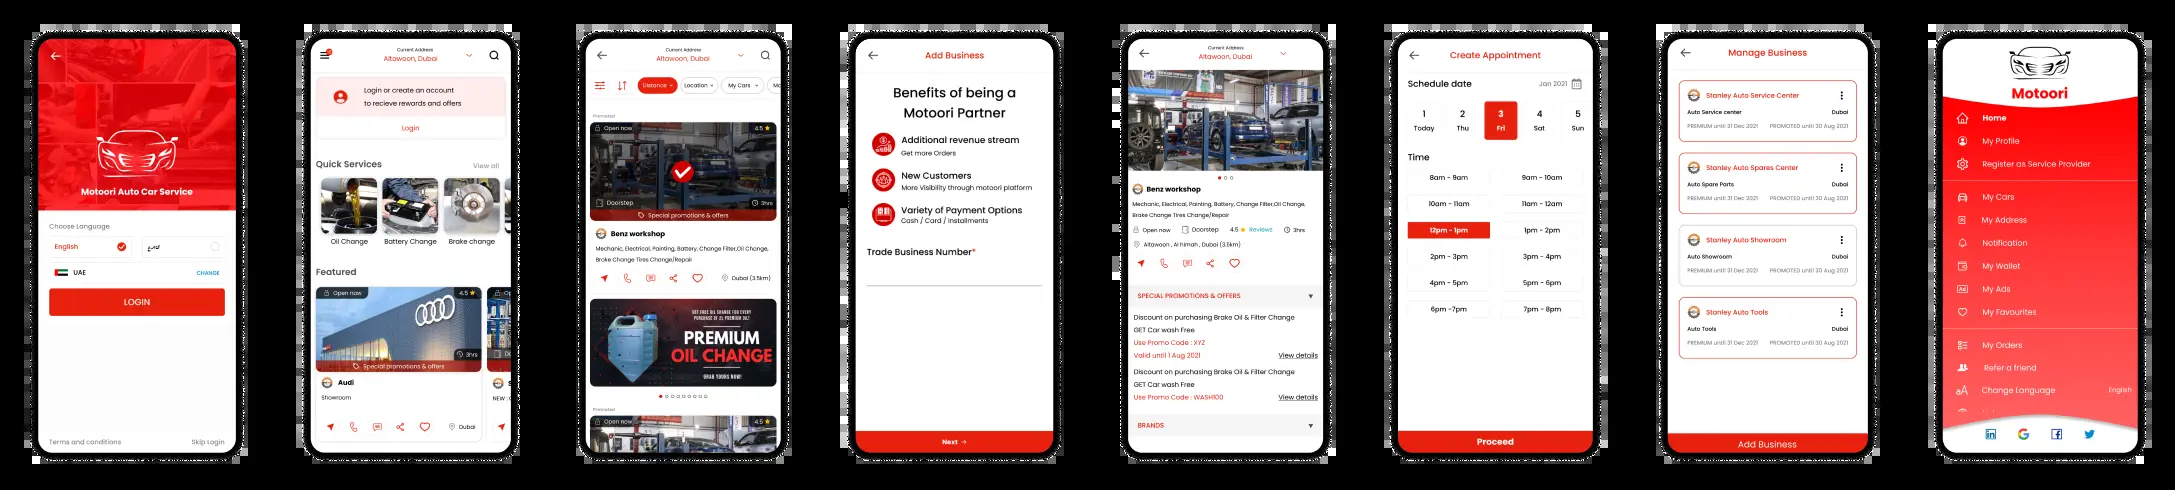 Motoori Auto Car Service
Choose Language
English
UAE
CHANGE
LOGIN
Terms and conditions
Skip Login
Current Address
Altawoon, Dubai
Login or create an account
to recieve rewards and offers
Login
Quick Services
View all
Oil Change
Battery Change
Brake change
Featured
Open now
4.5
3hrs
Special promotions & offers
Audi
Showroom
Dubai
NEW :
Current Address
Altawoon, Dubai
Distance
Location
My Cars
Promoted
Open now
4.5
Doorstep
3hrs
Special promotions & offers
Benz workshop
Mechanic, Electrical, Painting, Battery, Change Filter,Oil Change,
Brake Change Tires Change/Repair
Dubai (3.5km)
GET FREE OIL CHANGE FOR EVERY
PURCHASE OF 2L PREMIUM OIL!
PREMIUM
OIL CHANGE
GRAB YOURS NOW!
Promoted
Open now
4.5
Add Business
Benefits of being a
Motoori Partner
Additional revenue stream
Get more Orders
New Customers
More Visibility through motoori platform
Variety of Payment Options
Cash / Card / Installments
Trade Business Number*
Next →
Current Address
Altawoon, Dubai
Benz workshop
Mechanic, Electrical, Painting, Battery, Change Filter,Oil Change,
Brake Change Tires Change/Repair
Open now
Doorstep
4.5
Reviews
3hrs
Altawoon , Al himah , Dubai (3.5km)
SPECIAL PROMOTIONS & OFFERS
Discount on purchasing Brake Oil & Filter Change
GET Car wash Free
Use Promo Code : XYZ
Valid until 1 Aug 2021
View details
Discount on purchasing Brake Oil & Filter Change
GET Car wash Free
Use Promo Code : WASH100
View details
BRANDS
Create Appointment
Schedule date
Jan 2021
1 2 3 4 5
Today Thu Fri Sat Sun
Time
8am - 9am
9am - 10am
10am - 11am
11am - 12am
12pm - 1pm
1pm - 2pm
2pm - 3pm
3pm - 4pm
4pm - 5pm
5pm - 6pm
6pm -7pm
7pm - 8pm
Proceed
Manage Business
Stanley Auto Service Center
Auto Service center
Dubai
PREMIUM until 31 Dec 2021
PROMOTED until 30 Aug 2021
Stanley Auto Spares Center
Auto Spare Parts
Dubai
PREMIUM until 31 Dec 2021
PROMOTED until 30 Aug 2021
Stanley Auto Showroom
Auto Showroom
Dubai
PREMIUM until 31 Dec 2021
PROMOTED until 30 Aug 2021
Stanley Auto Tools
Auto Tools
Dubai
PREMIUM until 31 Dec 2021
PROMOTED until 30 Aug 2021
Add Business
Motoori
Home
My Profile
Register as Service Provider
My Cars
My Address
Notification
My Wallet
My Ads
My Favourites
My Orders
Refer a friend
Change Language
English